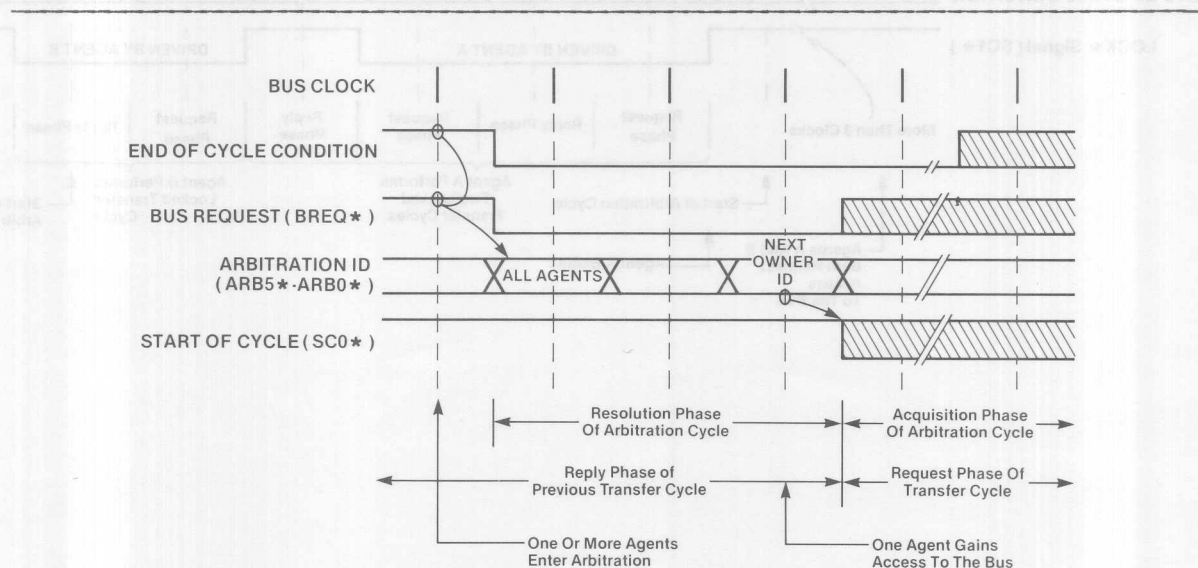 BUS CLOCK
END OF CYCLE CONDITION
BUS REQUEST ( BREQ* )
ARBITRATION ID
( ARB5* -ARB0* )
ALL AGENTS
NEXT
OWNER
ID
START OF CYCLE ( SC0* )
Resolution Phase
Of Arbitration Cycle
Acquisition Phase
Of Arbitration Cycle
Reply Phase of
Previous Transfer Cycle
Request Phase Of
Transfer Cycle
One Or More Agents
Enter Arbitration
One Agent Gains
Access To The Bus